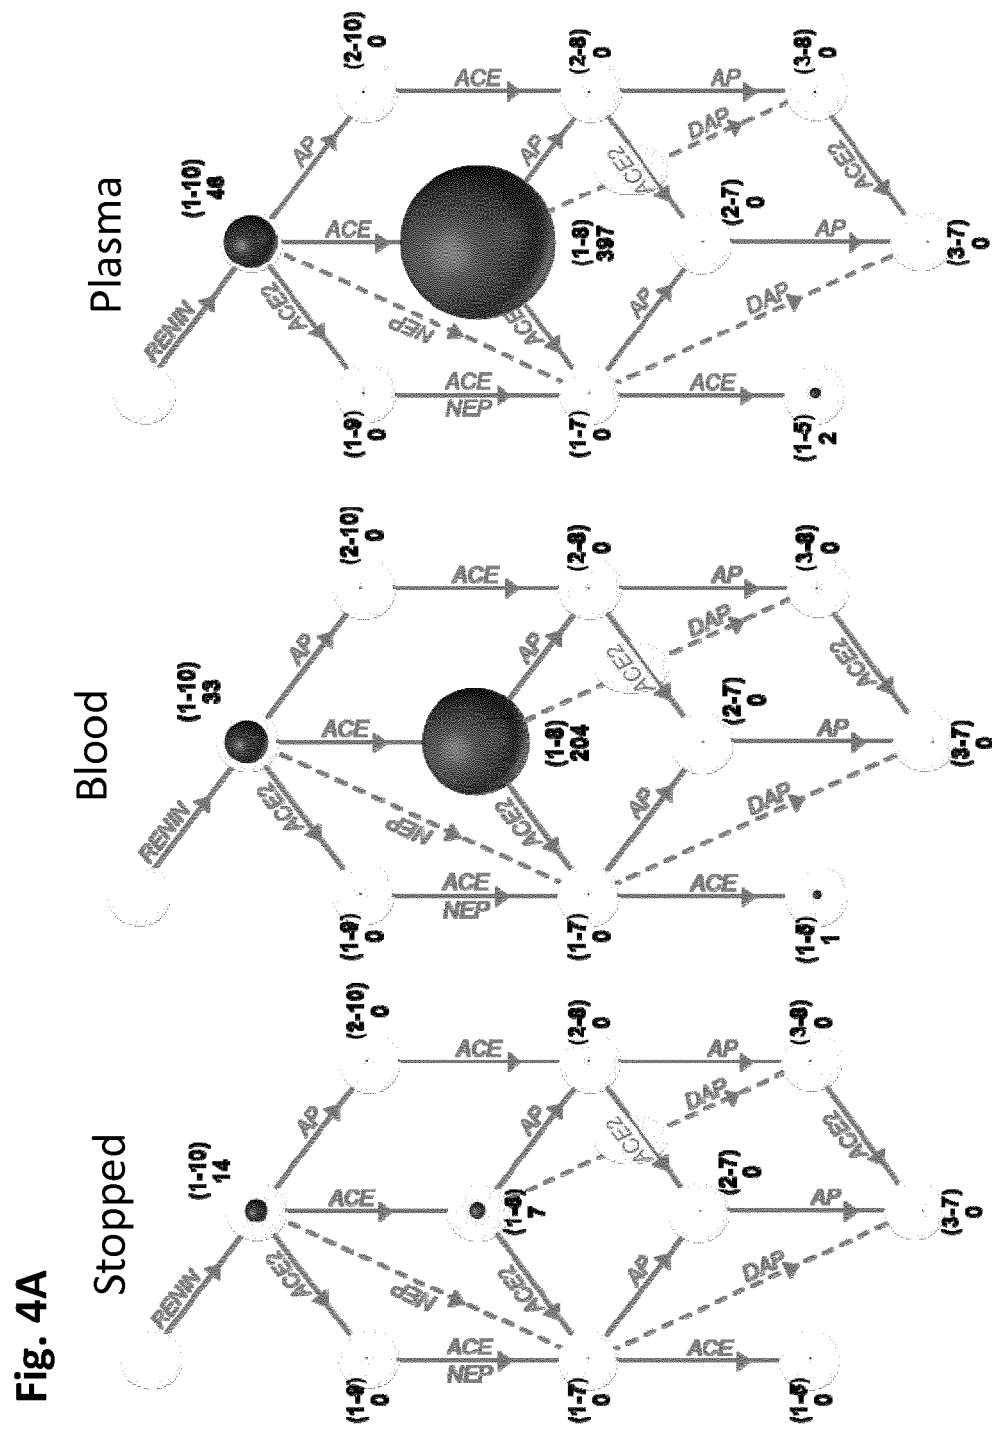 Fig. 4A
Stopped
RENIN
(1-10)
14
ACE2
ACE
AP
NEP
(1-9)
0
(2-10)
0
ACE
NEP
(1-8)
7
ACE
ACE2
AP
(1-7)
0
(2-8)
0
ACE2
AP
(2-7)
0
ACE
DAP
AP
DAP
AP
(1-5)
0
ACE2
(3-8)
0
(3-7)
0
Blood
RENIN
(1-10)
33
ACE2
ACE
AP
NEP
(1-9)
0
(2-10)
0
ACE
NEP
(1-8)
204
ACE
ACE2
AP
(1-7)
0
(2-8)
0
ACE2
AP
(2-7)
0
ACE
DAP
AP
DAP
AP
(1-5)
1
ACE2
(3-8)
0
(3-7)
0
Plasma
RENIN
(1-10)
46
ACE2
ACE
AP
NEP
(1-9)
0
(2-10)
0
ACE
NEP
(1-8)
397
ACE
ACE
AP
(1-7)
0
(2-8)
0
ACE2
AP
(2-7)
0
ACE
DAP
AP
DAP
AP
(1-5)
2
ACE2
(3-8)
0
(3-7)
0